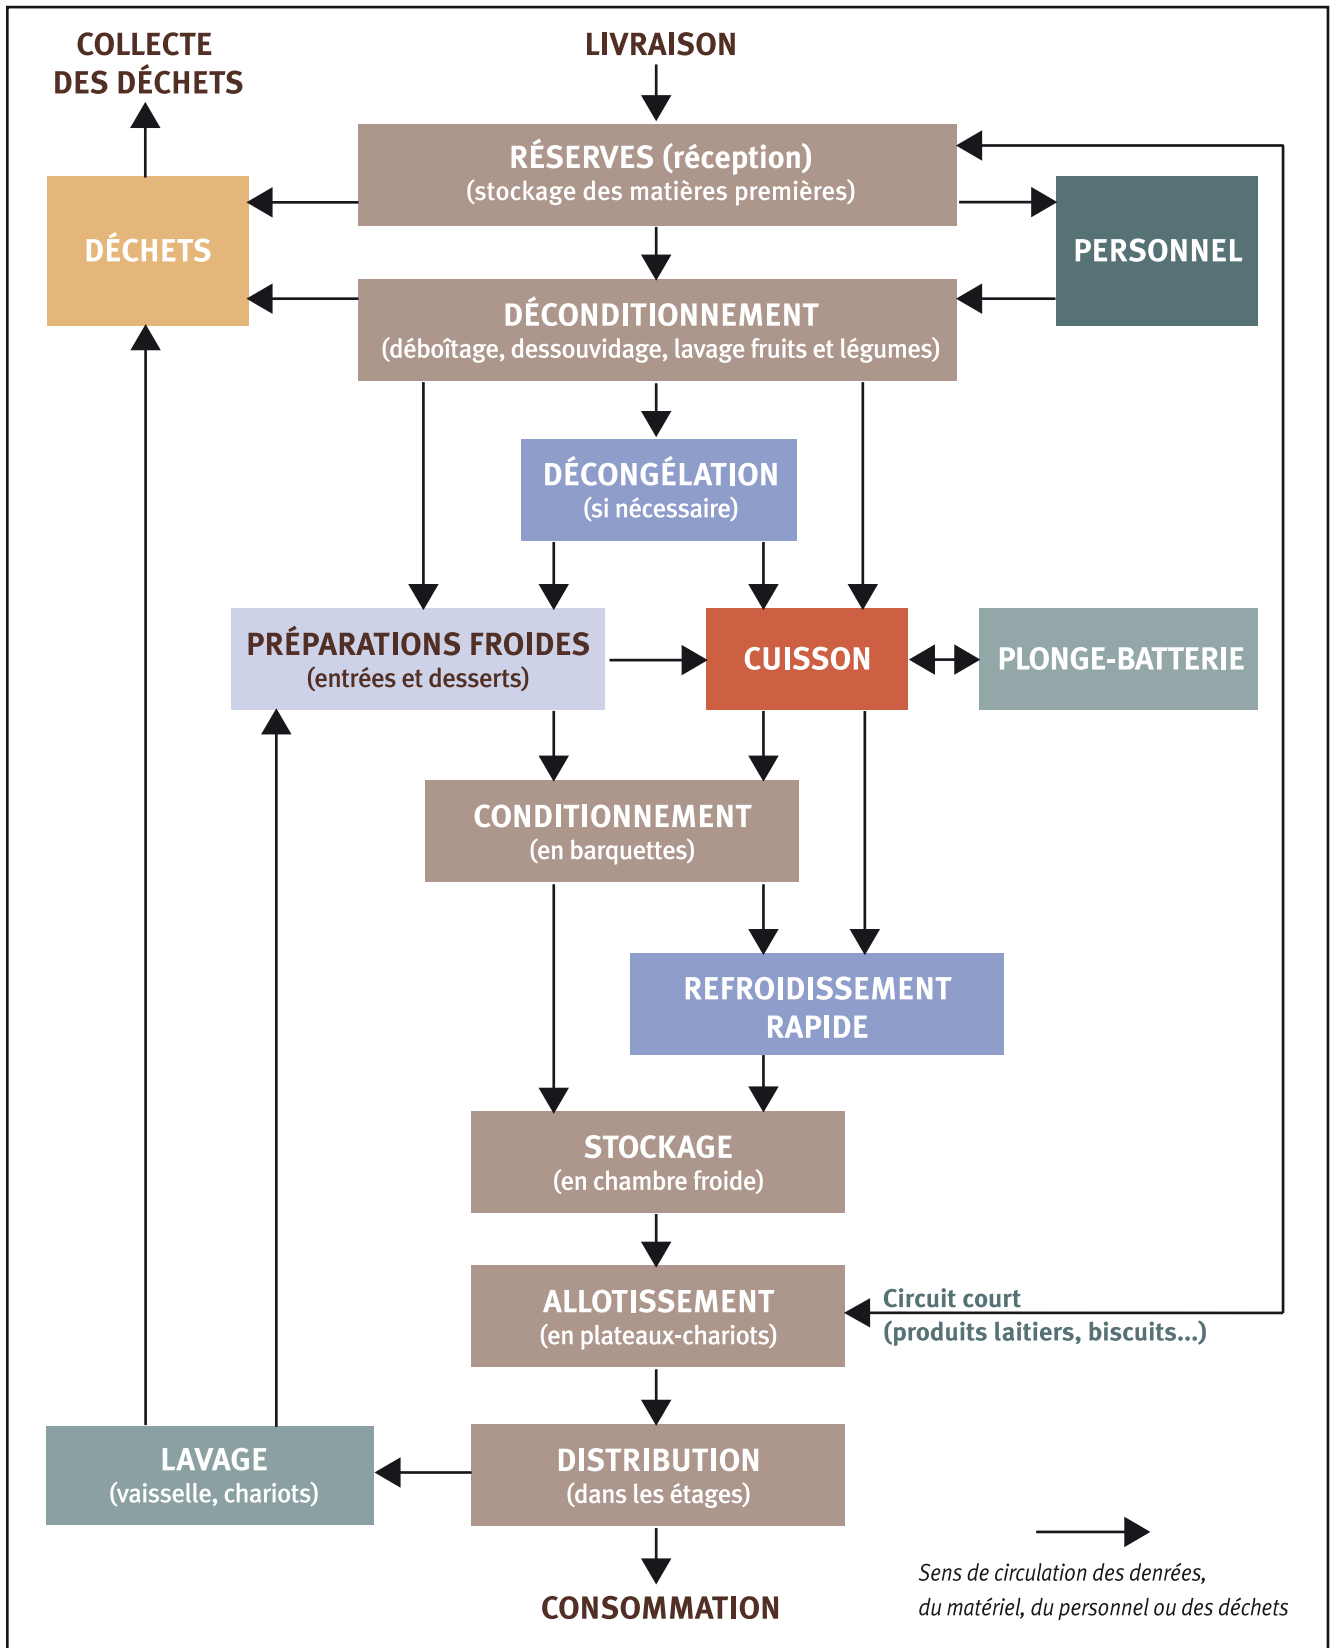 COLLECTE
DES DÉCHETS
LIVRAISON
RÉSERVES (réception)
(stockage des matières premières)
DÉCHETS
PERSONNEL
DÉCONDITIONNEMENT
(déboîtage, dessouvidage, lavage fruits et légumes)
DÉCONGÉLATION
(si nécessaire)
PRÉPARATIONS FROIDES
(entrées et desserts)
CUISSON
PLONGE-BATTERIE
CONDITIONNEMENT
(en barquettes)
REFROIDISSEMENT
RAPIDE
STOCKAGE
(en chambre froide)
ALLOTISSEMENT
(en plateaux-chariots)
Circuit court
(produits laitiers, biscuits...)
LAVAGE
(vaisselle, chariots)
DISTRIBUTION
(dans les étages)
CONSOMMATION
Sens de circulation des denrées,
du matériel, du personnel ou des déchets